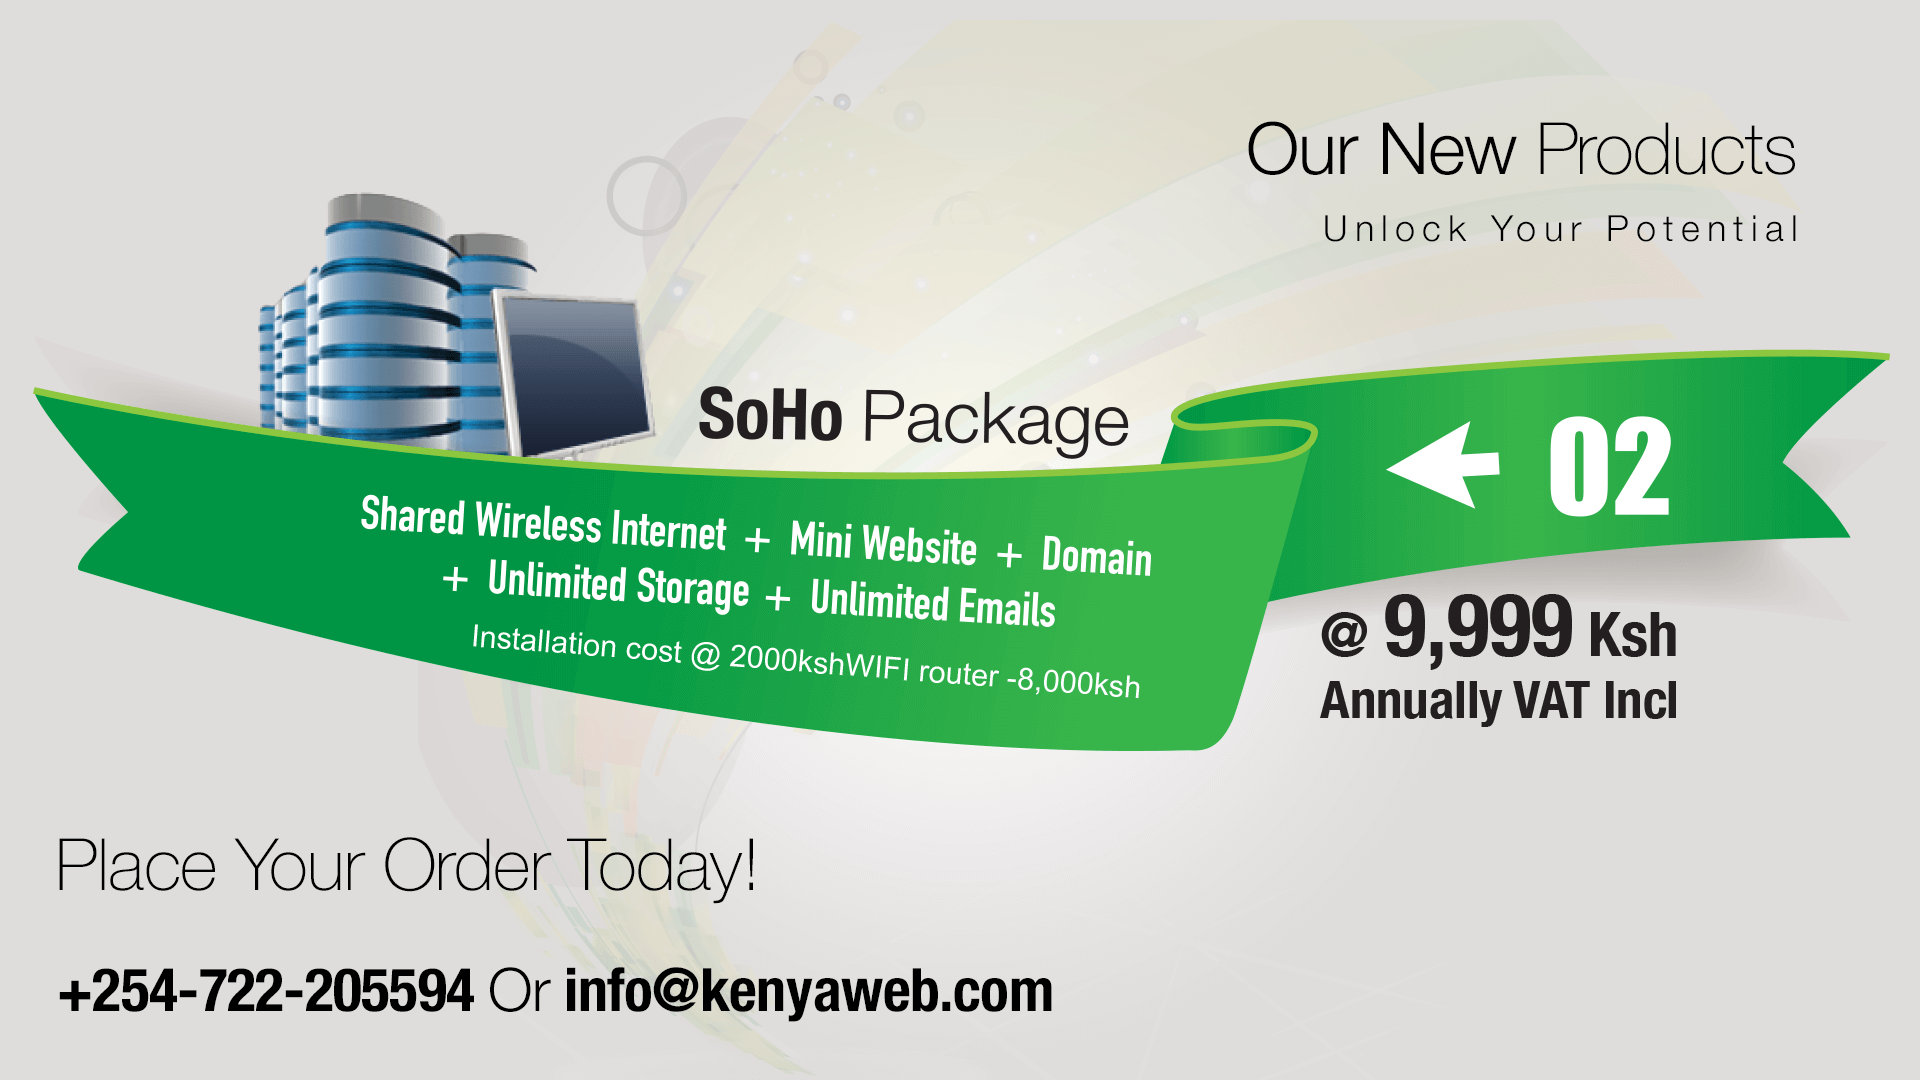 Our New Products
Unlock Your Potential
SoHo Package
02
Shared Wireless Internet + Mini Website + Domain
+ Unlimited Storage + Unlimited Emails
Installation cost @ 2000kshWIFI router -8,000ksh
@ 9,999 Ksh
Annually VAT Incl
Place Your Order Today!
+254-722-205594 Or info@kenyaweb.com